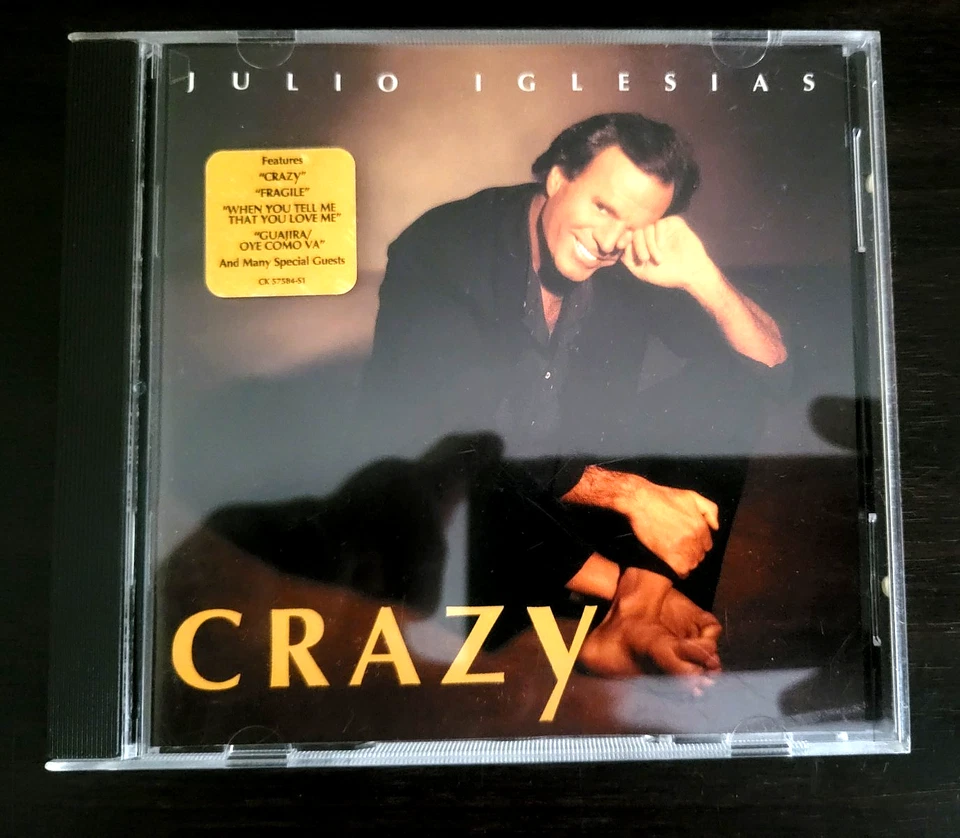 JULIO IGLESIAS
Features
"CRAZY"
"FRAGILE"
"WHEN YOU TELL ME
THAT YOU LOVE ME"
"GUAJIRA/
OYE COMO VA"
And Many Special Guests
CK 57584-S1
CRAZY